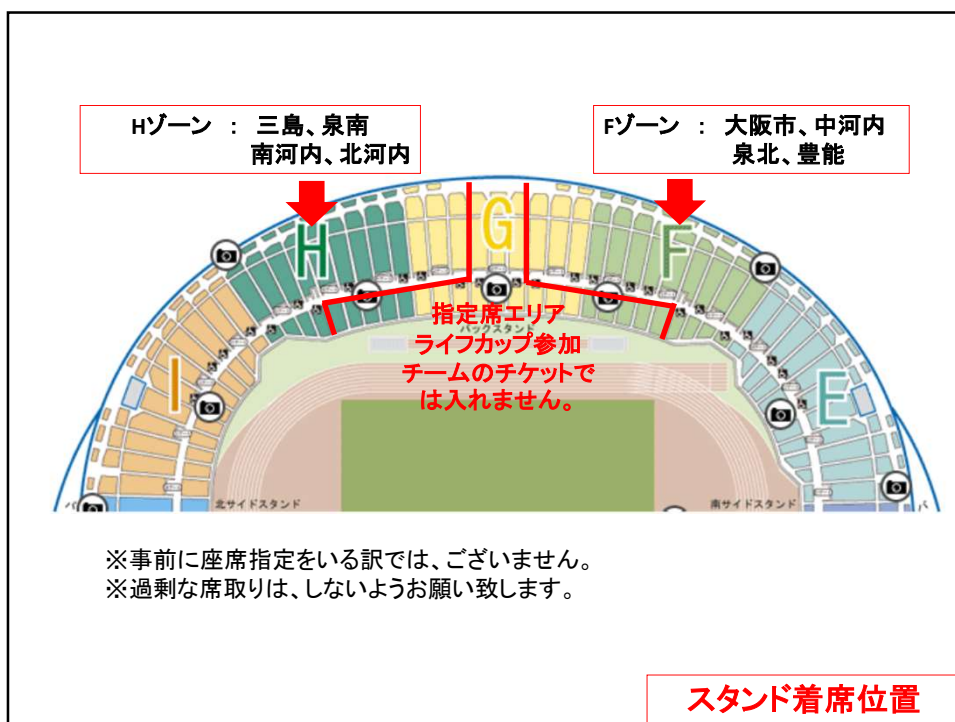 Hゾーン ： 三島、泉南
南河内、北河内
Fゾーン ： 大阪市、中河内
泉北、豊能
H
G
F
I
E
指定席エリア
バックスタンド
ライフカップ参加
チームのチケットで
は入れません。
北サイドスタンド
南サイドスタンド
バ
バ
※事前に座席指定をいる訳では、ございません。
※過剰な席取りは、しないようお願い致します。
スタンド着席位置